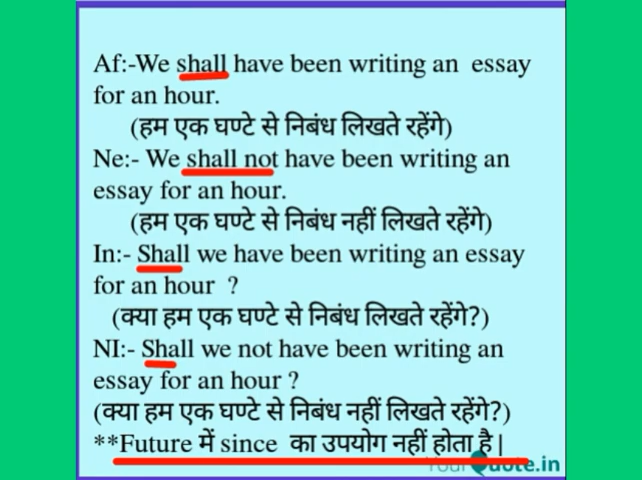 Af:-We shall have been writing an essay
for an hour.
(हम एक घण्टे से निबंध लिखते रहेंगे)
Ne:- We shall not have been writing an
essay for an hour.
(हम एक घण्टे से निबंध नहीं लिखते रहेंगे)
In:- Shall we have been writing an essay
for an hour ?
(क्या हम एक घण्टे से निबंध लिखते रहेंगे?)
NI:- Shall we not have been writing an
essay for an hour ?
(क्या हम एक घण्टे से निबंध नहीं लिखते रहेंगे?)
**Future में since का उपयोग नहीं होता है |
YourQuote.in